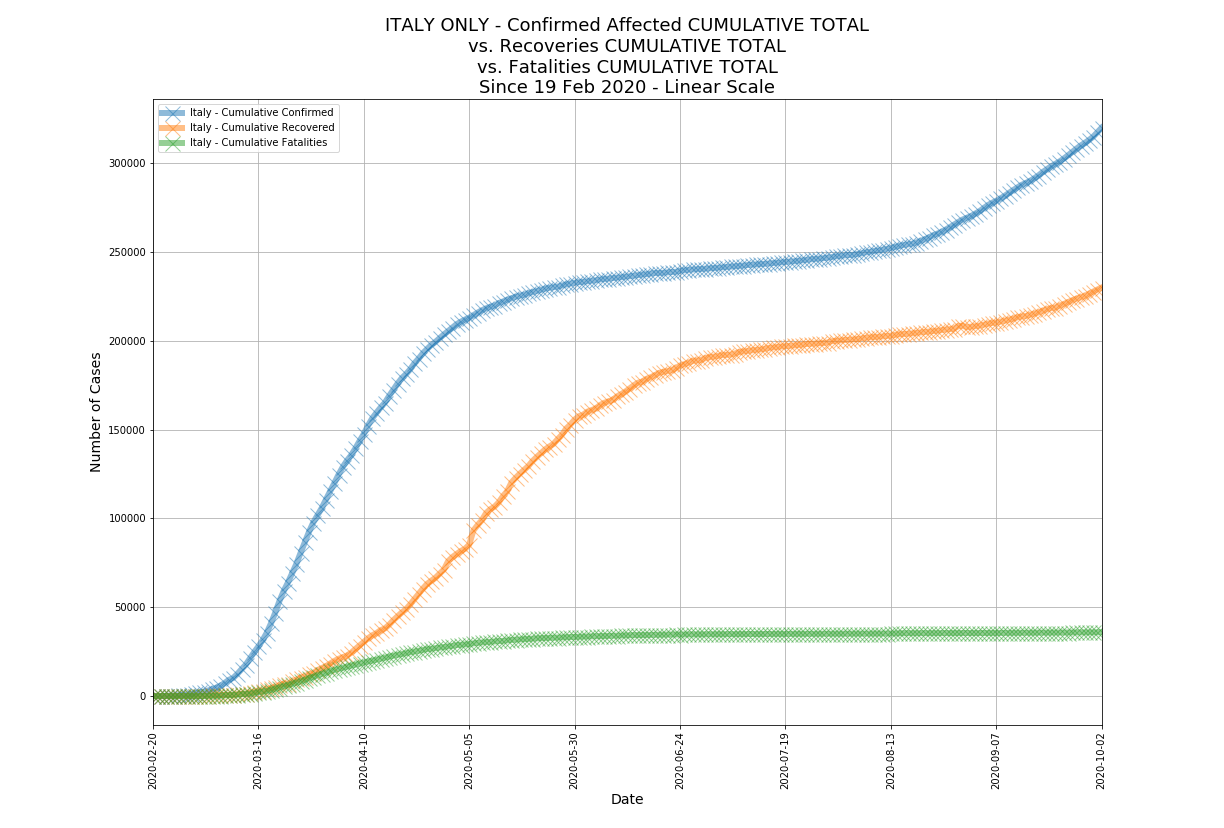 ITALY ONLY - Confirmed Affected CUMULATIVE TOTAL
vs. Recoveries CUMULATIVE TOTAL
vs. Fatalities CUMULATIVE TOTAL
Since 19 Feb 2020 - Linear Scale
Italy - Cumulative Confirmed
Italy - Cumulative Recovered
Italy - Cumulative Fatalities
Number of Cases
300000
250000
200000
150000
100000
50000
0
2020-02-20
2020-03-16
2020-04-10
2020-05-05
2020-05-30
2020-06-24
2020-07-19
2020-08-13
2020-09-07
2020-10-02
Date